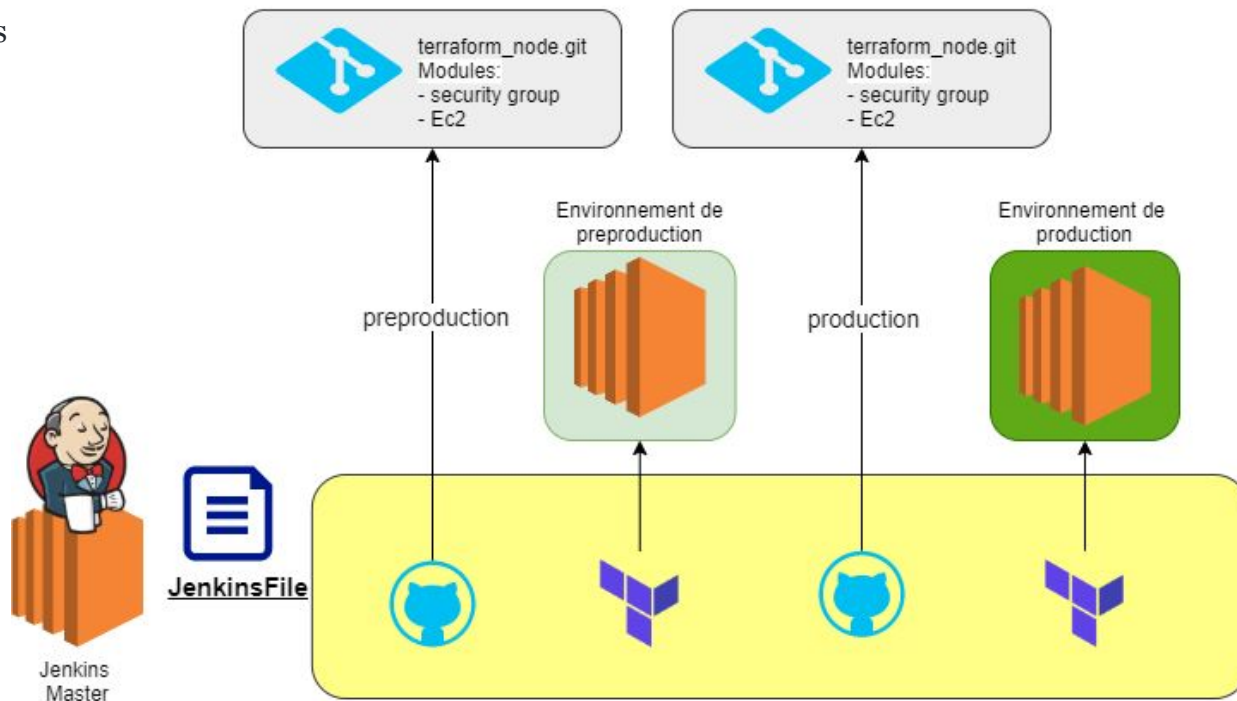 s
terraform_node.git
Modules:
- security group
- Ec2
terraform_node.git
Modules:
- security group
- Ec2
Environnement de
preproduction
Environnement de
production
preproduction
production
JenkinsFile
Jenkins
Master